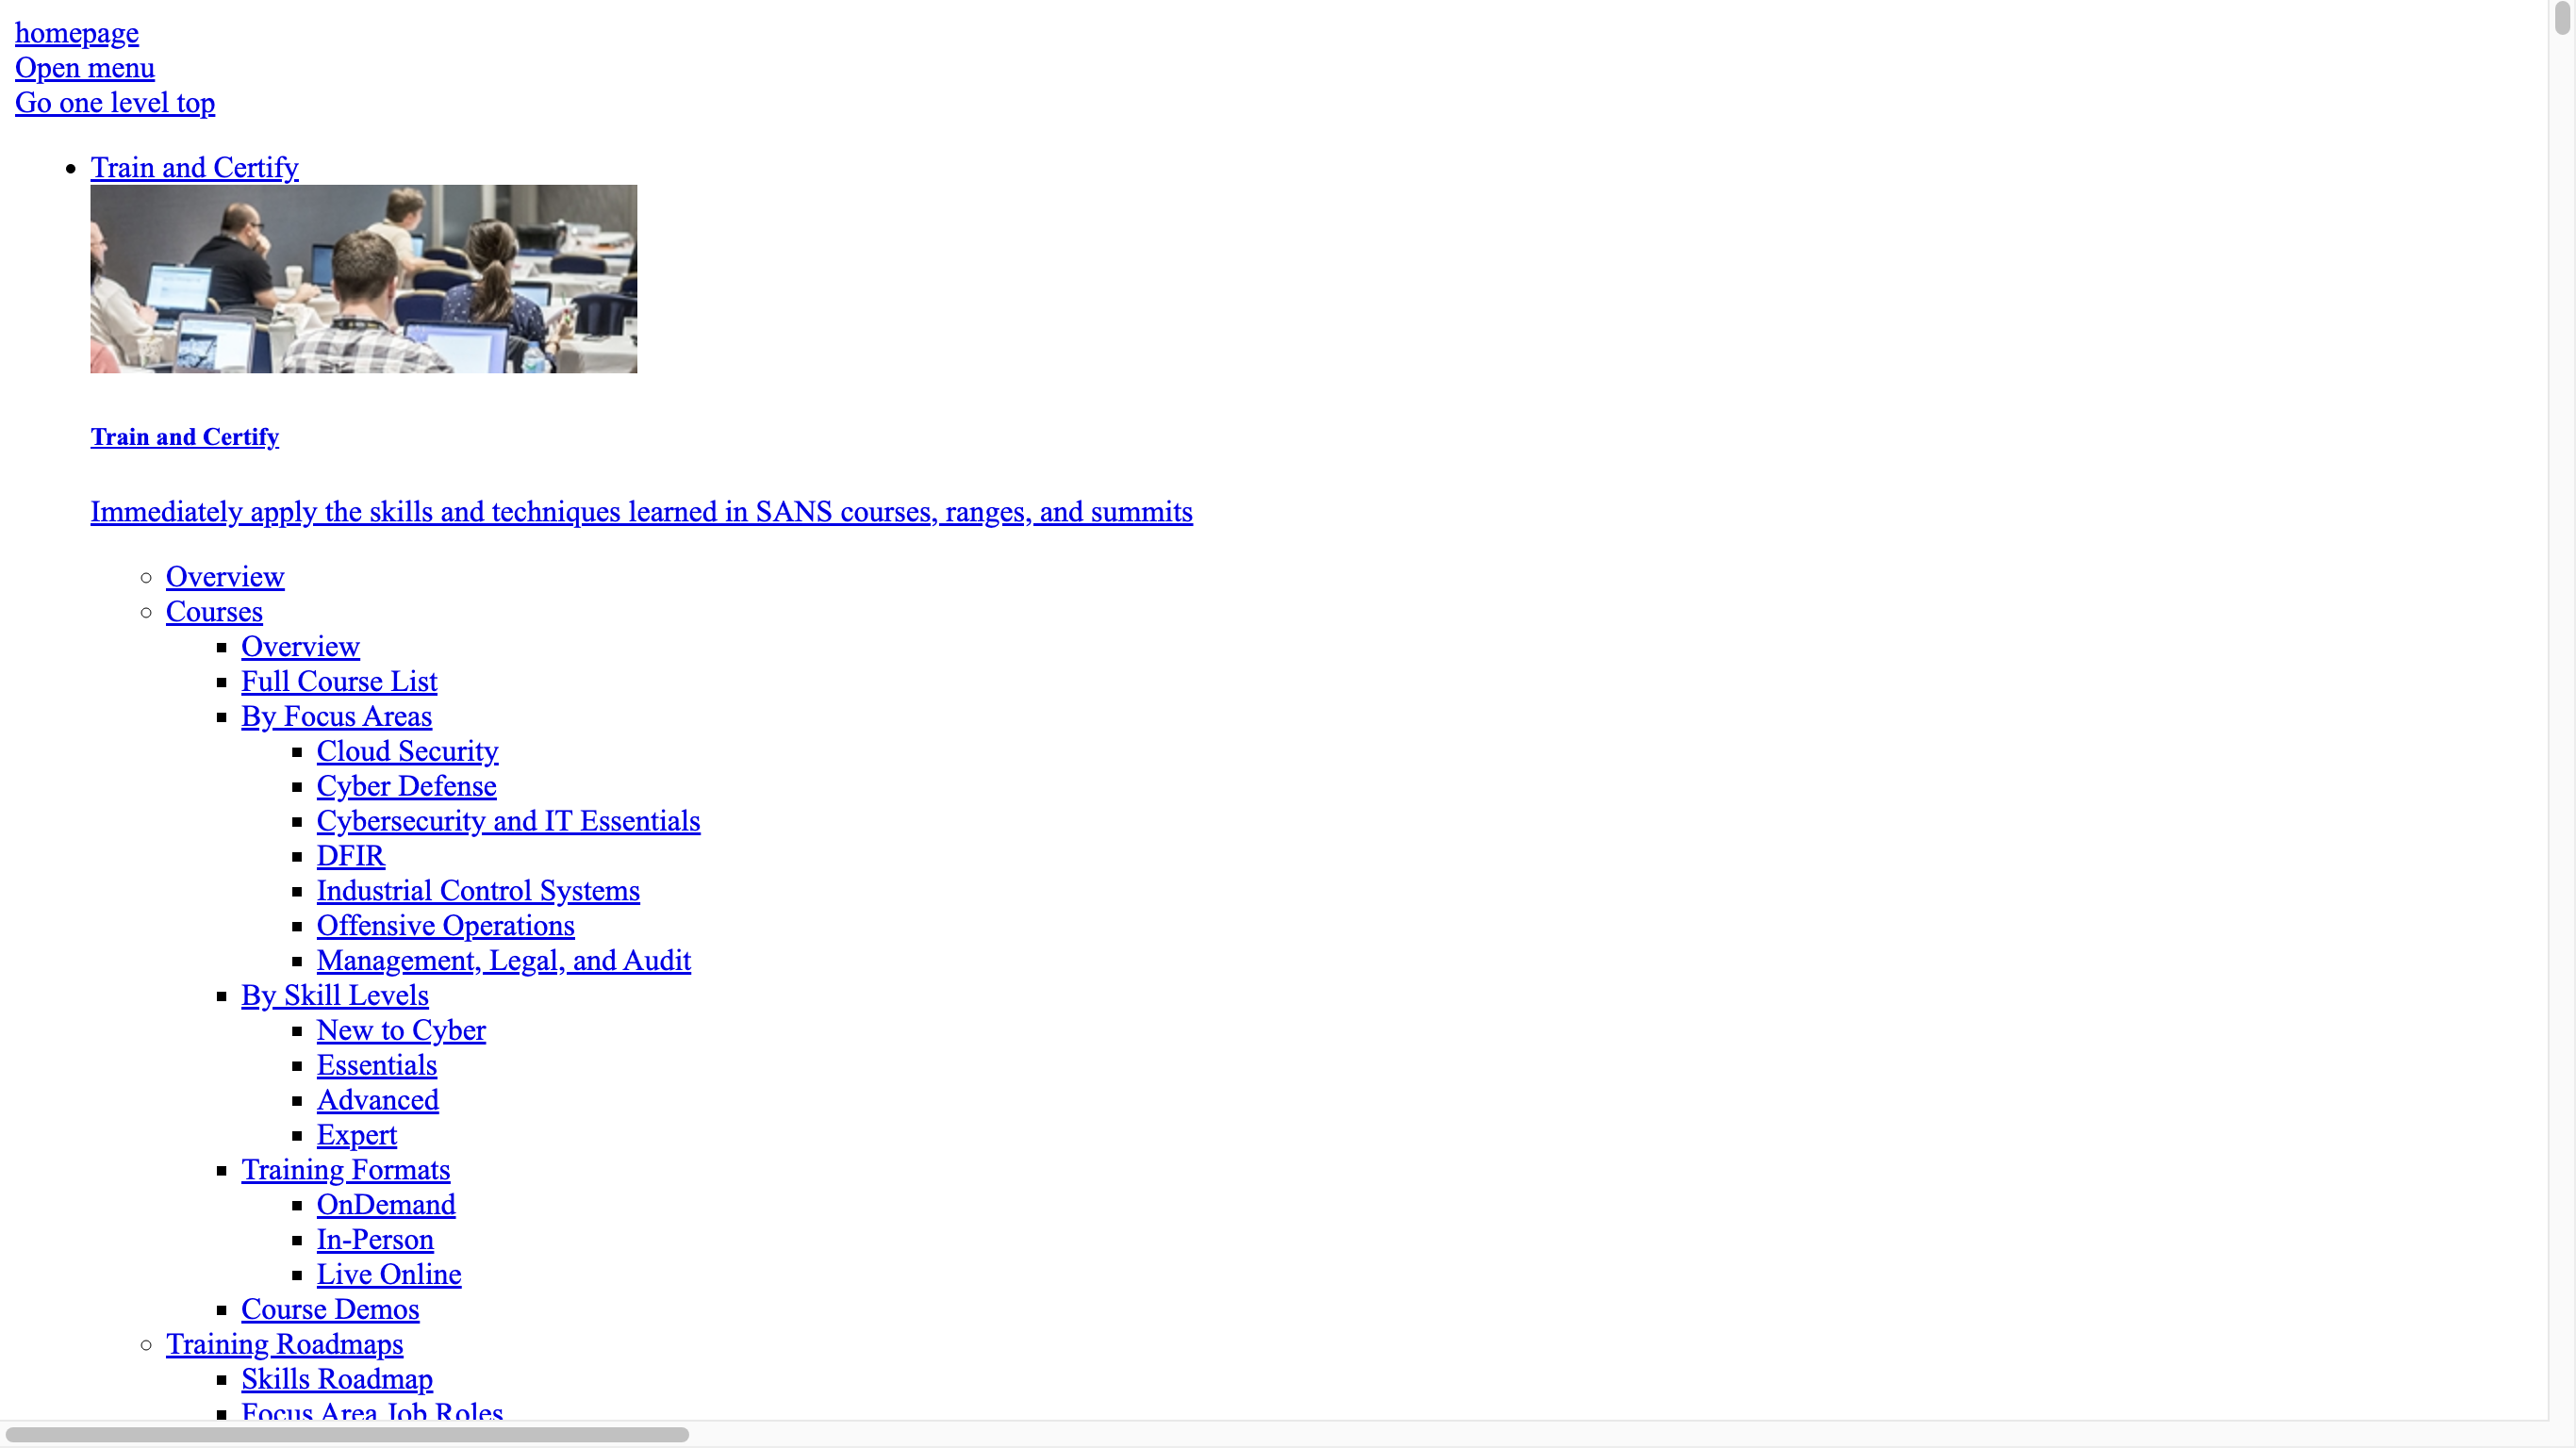 homepage
Open menu
Go one level top
Train and Certify
Train and Certify
Immediately apply the skills and techniques learned in SANS courses, ranges, and summits
Overview
Courses
Overview
Full Course List
By Focus Areas
Cloud Security
Cyber Defense
Cybersecurity and IT Essentials
DFIR
Industrial Control Systems
Offensive Operations
Management, Legal, and Audit
By Skill Levels
New to Cyber
Essentials
Advanced
Expert
Training Formats
OnDemand
In-Person
Live Online
Course Demos
Training Roadmaps
Skills Roadmap
Focus Area Job Roles